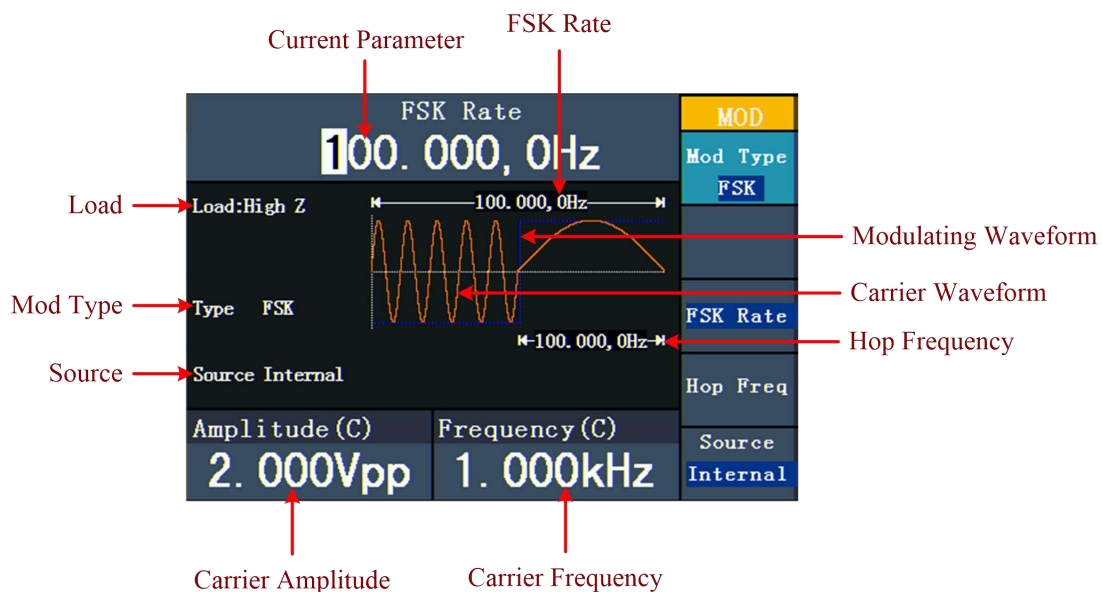 FSK Rate
Current Parameter
FSK Rate
100.000,0Hz
MOD
Mod Type
FSK
Load
Load:High Z
100.000,0Hz
Modulating Waveform
Carrier Waveform
Mod Type
Type FSK
FSK Rate
100.000,0Hz
Hop Frequency
Source
Source Internal
Hop Freq
Amplitude(C)
Frequency(C)
Source
2.000Vpp
1.000kHz
Internal
Carrier Amplitude
Carrier Frequency